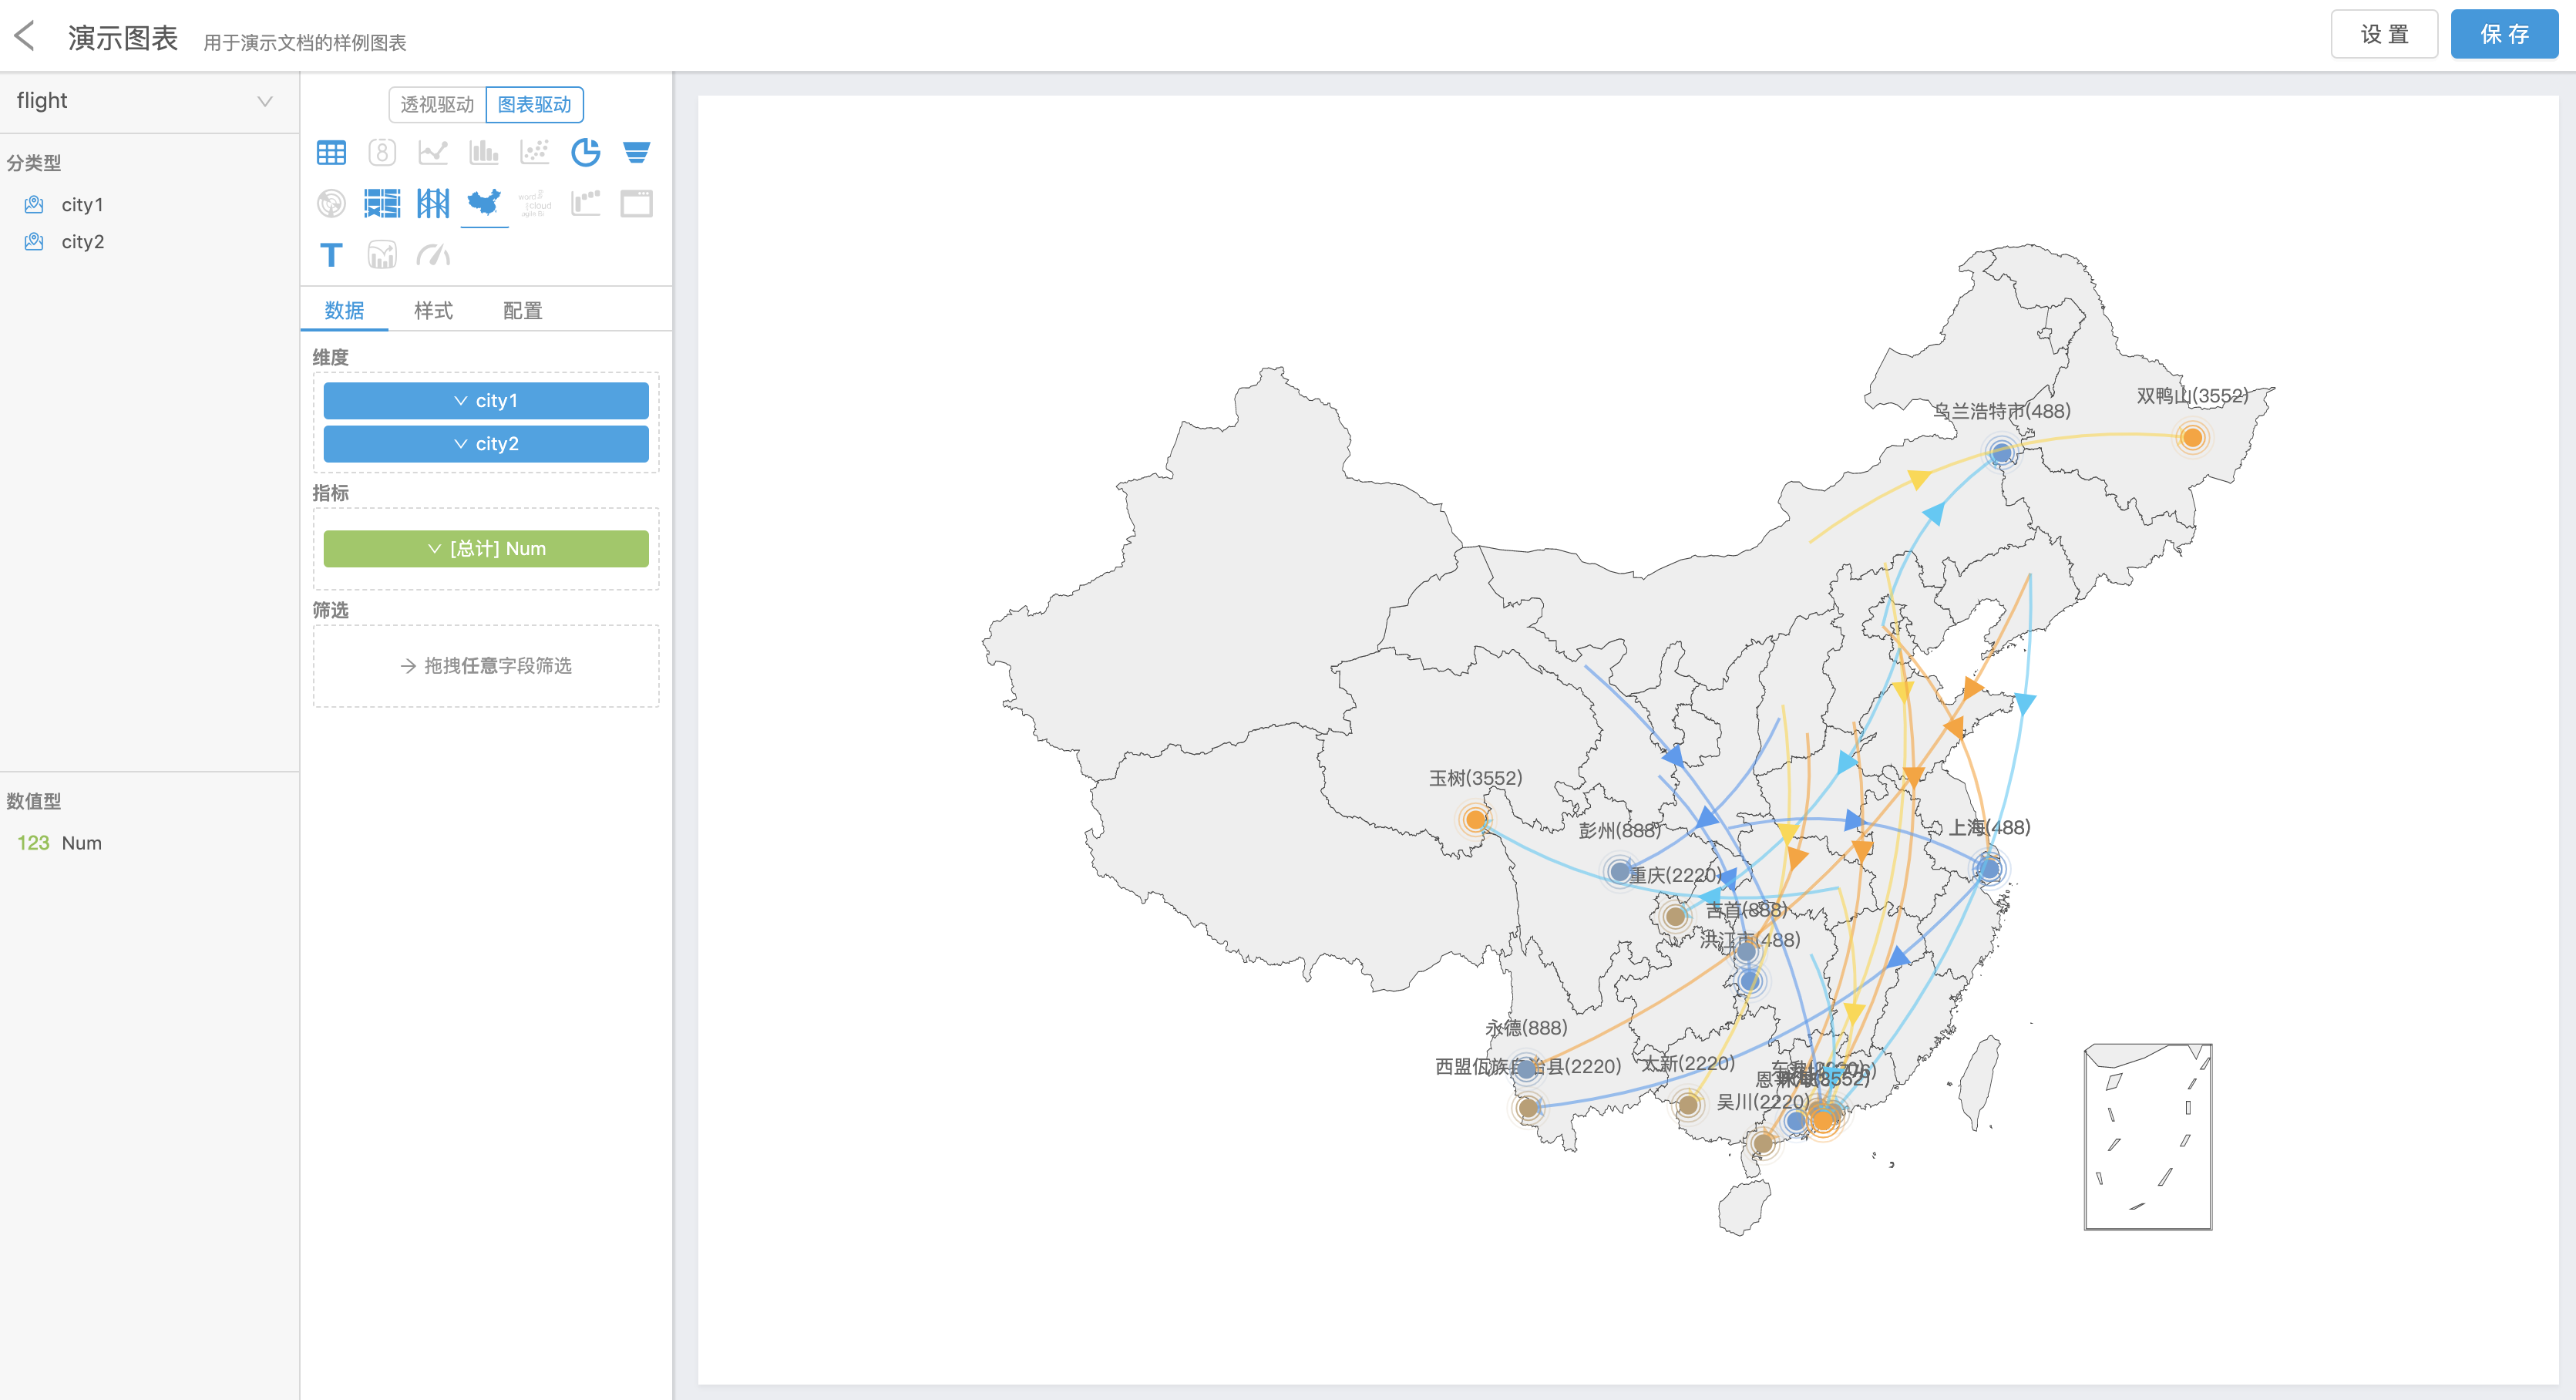 演示图表 用于演示文档的样例图表
设置 保存
flight
分类型
city1
city2
数值型
123 Num
透视驱动 图表驱动
8
word
cloud
T
数据 样式 配置
维度
city1
city2
指标
[总计] Num
筛选
→ 拖拽任意字段筛选
双鸭山(3552)
乌兰浩特市(488)
玉树(3552)
彭州(888)
上海(488)
重庆(2220)
吉首(888)
洪江市(488)
永德(888)
西盟佤族自治县(2220)
大新(2220)
吴川(2220)